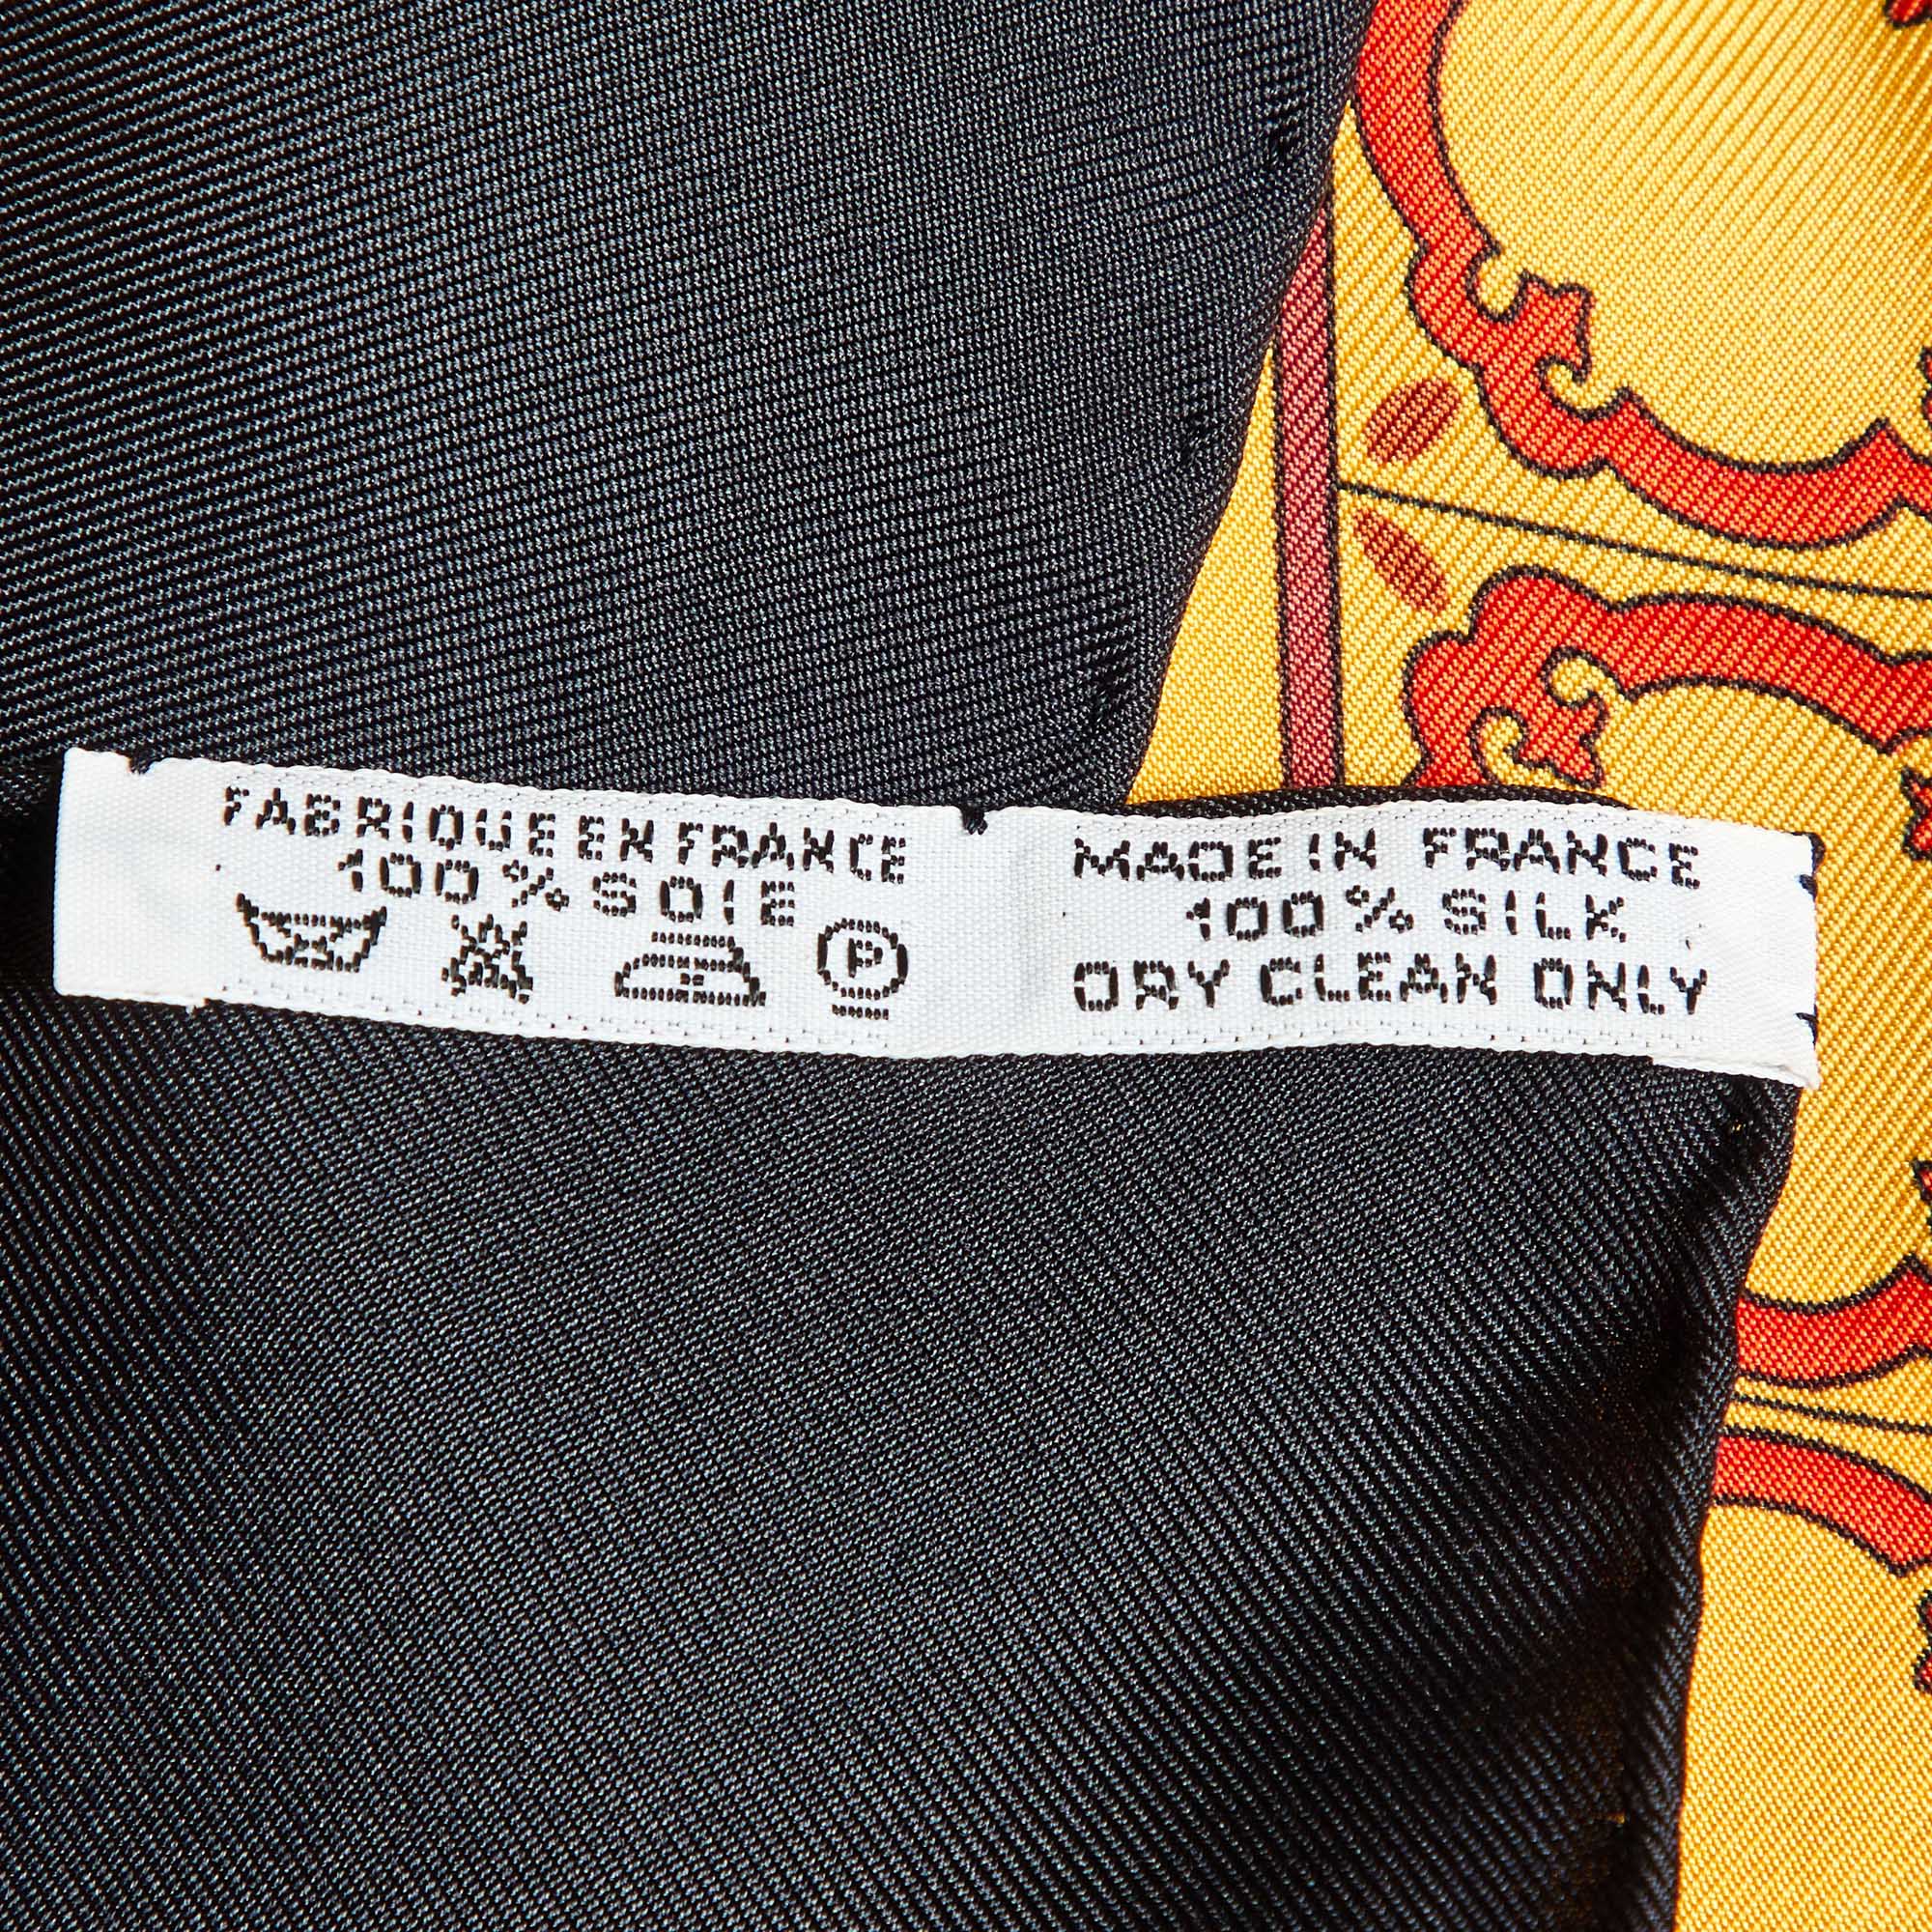 FABRIQUE EN FRANCE
100% SOIE
P
MADE IN FRANCE
100% SILK
DRY CLEAN ONLY